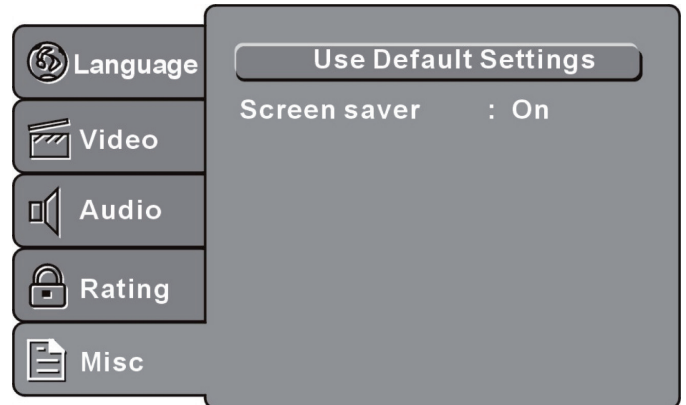 Language
Video
Audio
Rating
Misc
Use Default Settings
Screen saver : On